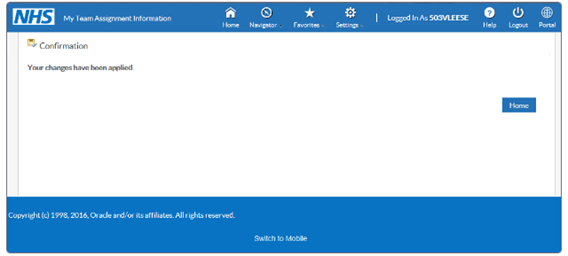 NHS My Team Assignment Information Home Navigator Favorites Settings | Logged In As 503VLEESE Help Logout Portal
Confirmation
Your changes have been applied
Home
Copyright (c) 1998, 2016, Oracle and/or its affiliates. All rights reserved.
Switch to Mobile